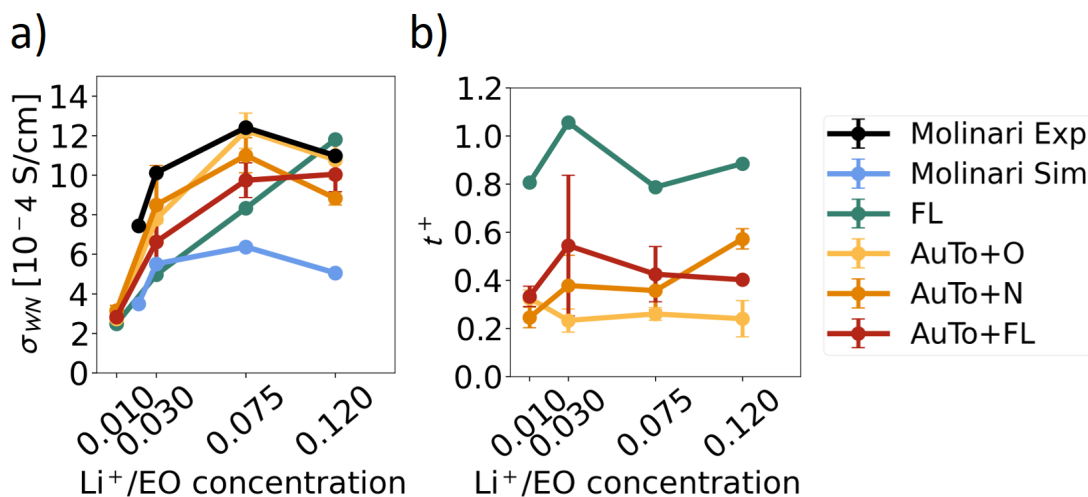 a)
σ_WN [10⁻⁴ S/cm]
14
12
10
8
6
4
2
0
0.010
0.030
0.075
0.120
Li⁺/EO concentration
b)
t⁺
1.2
1.0
0.8
0.6
0.4
0.2
0.0
0.010
0.030
0.075
0.120
Li⁺/EO concentration
Molinari Exp
Molinari Sim
FL
AuTo+O
AuTo+N
AuTo+FL